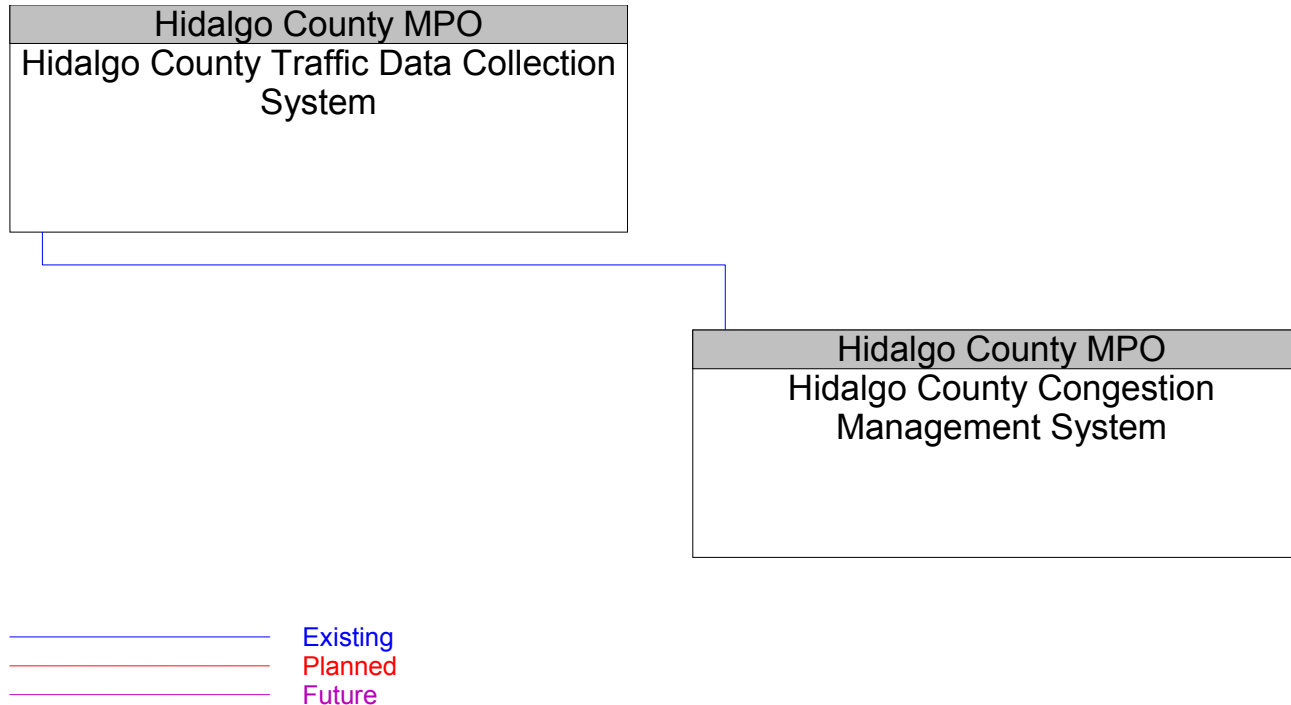 Hidalgo County MPO
Hidalgo County Traffic Data Collection
System
Hidalgo County MPO
Hidalgo County Congestion
Management System
Existing
Planned
Future